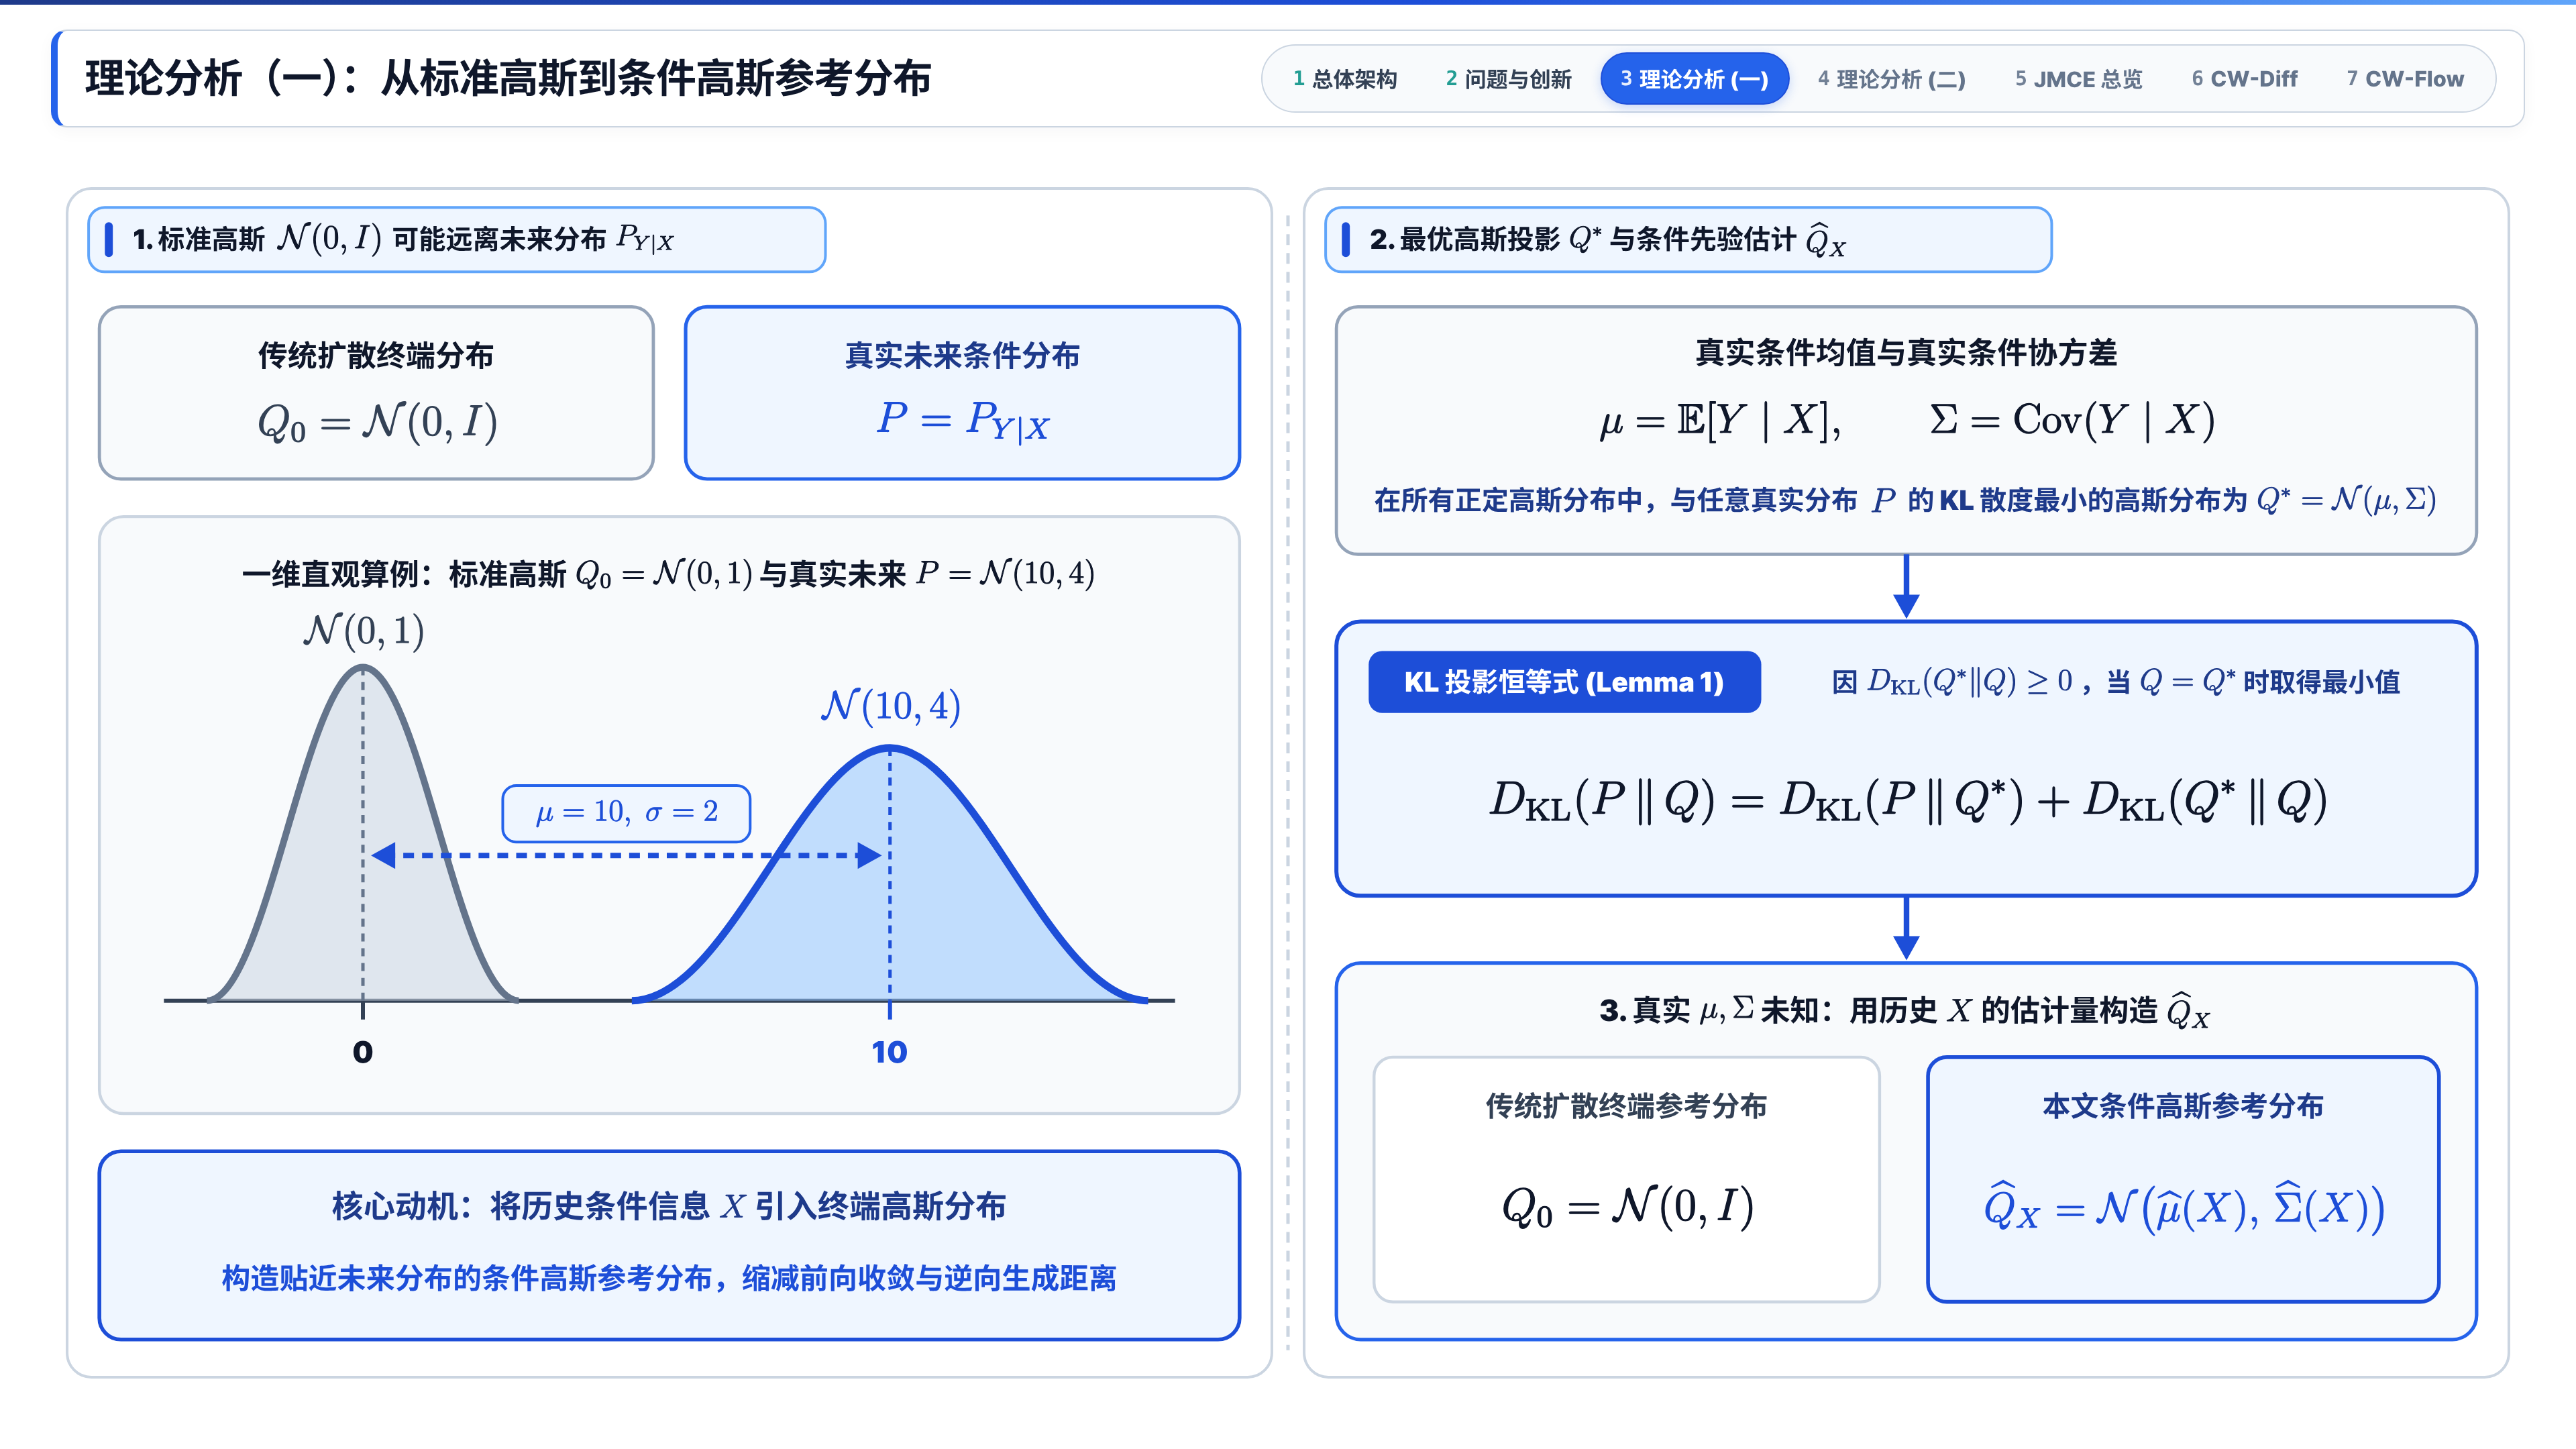 理论分析（一）：从标准高斯到条件高斯参考分布
1 总体架构 2 问题与创新 3 理论分析 (一) 4 理论分析 (二) 5 JMCE 总览 6 CW-Diff 7 CW-Flow
1. 标准高斯 𝒩(0, I) 可能远离未来分布 P_{Y|X}
传统扩散终端分布
Q₀ = 𝒩(0, I)
真实未来条件分布
P = P_{Y|X}
一维直观算例：标准高斯 Q₀ = 𝒩(0, 1) 与真实未来 P = 𝒩(10, 4)
𝒩(0, 1)
𝒩(10, 4)
μ = 10, σ = 2
0
10
核心动机：将历史条件信息 X 引入终端高斯分布
构造贴近未来分布的条件高斯参考分布，缩减前向收敛与逆向生成距离
2. 最优高斯投影 Q* 与条件先验估计 Q̂_X
真实条件均值与真实条件协方差
μ = 𝔼[Y | X], Σ = Cov(Y | X)
在所有正定高斯分布中，与任意真实分布 P 的 KL 散度最小的高斯分布为 Q* = 𝒩(μ, Σ)
KL 投影恒等式 (Lemma 1)
因 D_{KL}(Q*‖Q) ≥ 0 ，当 Q = Q* 时取得最小值
D_{KL}(P ‖ Q) = D_{KL}(P ‖ Q*) + D_{KL}(Q* ‖ Q)
3. 真实 μ, Σ 未知：用历史 X 的估计量构造 Q̂_X
传统扩散终端参考分布
Q₀ = 𝒩(0, I)
本文条件高斯参考分布
Q̂_X = 𝒩(μ̂(X), Σ̂(X))